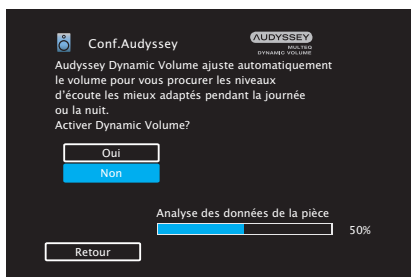 Conf.Audyssey
AUDYSSEY
MULTEQ
DYNAMIC VOLUME
Audyssey Dynamic Volume ajuste automatiquement
le volume pour vous procurer les niveaux
d'écoute les mieux adaptés pendant la journée
ou la nuit.
Activer Dynamic Volume?
Oui
Non
Analyse des données de la pièce
50%
Retour